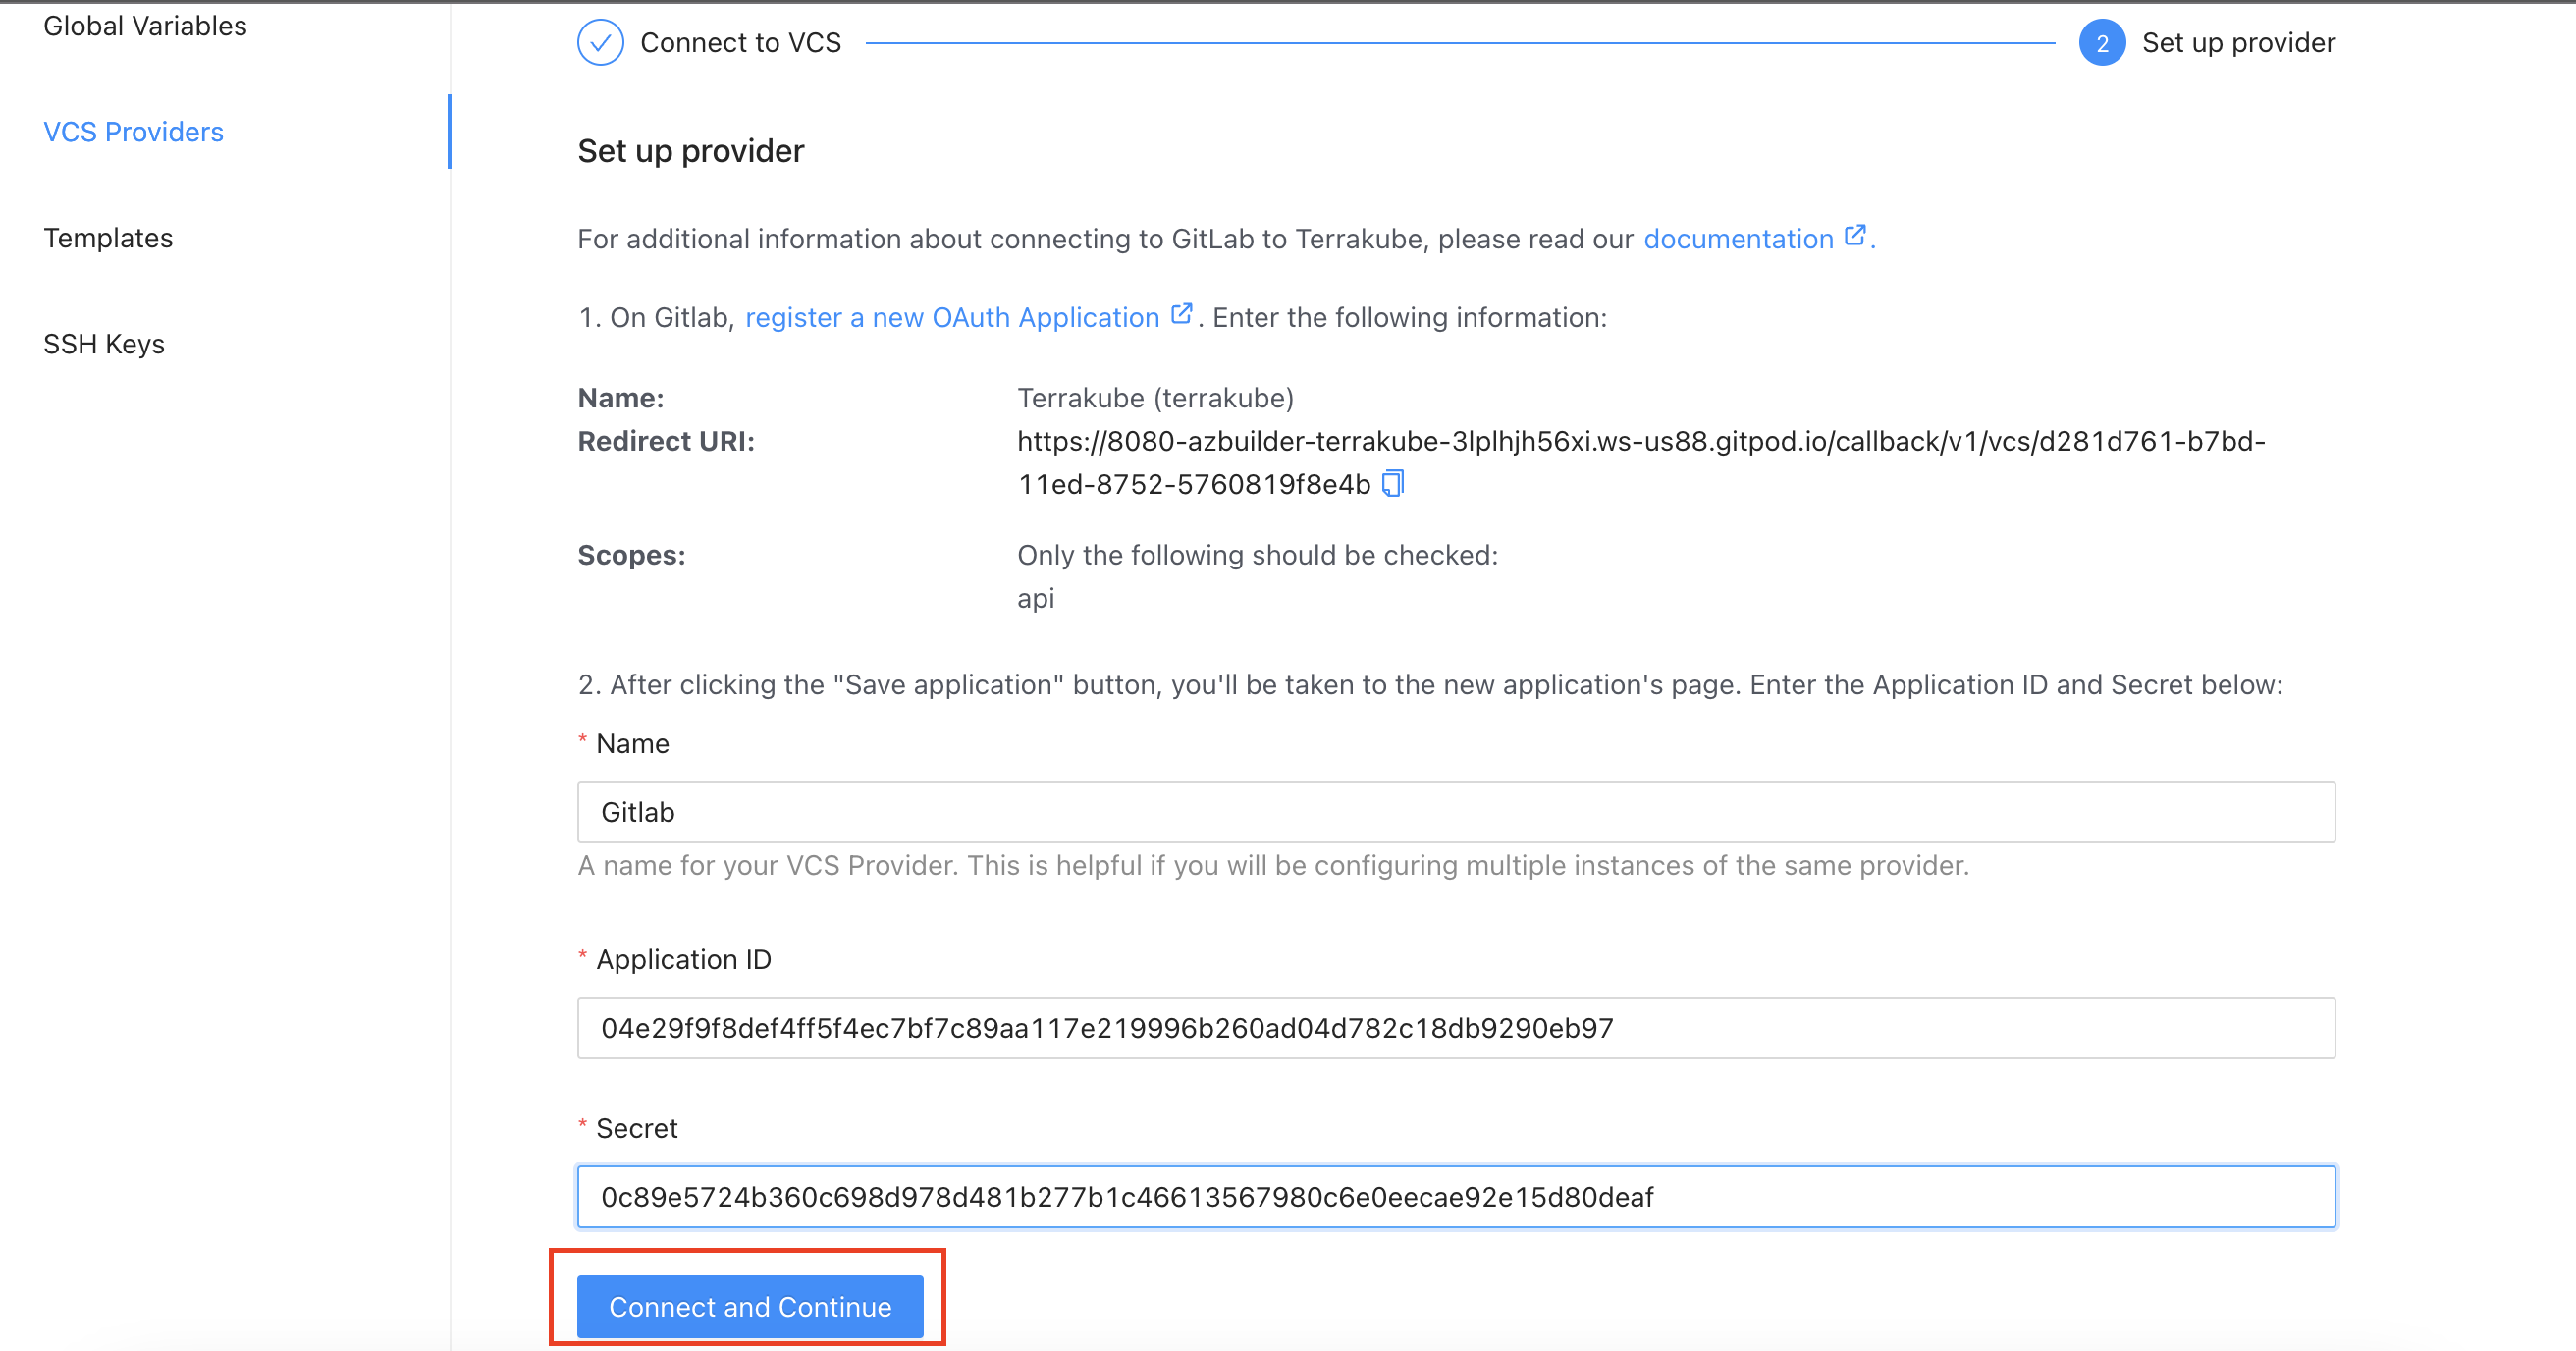 Global Variables
VCS Providers
Templates
SSH Keys
Connect to VCS
2 Set up provider
Set up provider
For additional information about connecting to GitLab to Terrakube, please read our documentation .
1. On Gitlab, register a new OAuth Application . Enter the following information:
Name: Terrakube (terrakube)
Redirect URI: https://8080-azbuilder-terrakube-3lplhjh56xi.ws-us88.gitpod.io/callback/v1/vcs/d281d761-b7bd-
11ed-8752-5760819f8e4b
Scopes: Only the following should be checked:
api
2. After clicking the "Save application" button, you'll be taken to the new application's page. Enter the Application ID and Secret below:
* Name
Gitlab
A name for your VCS Provider. This is helpful if you will be configuring multiple instances of the same provider.
* Application ID
04e29f9f8def4ff5f4ec7bf7c89aa117e219996b260ad04d782c18db9290eb97
* Secret
0c89e5724b360c698d978d481b277b1c46613567980c6e0eecae92e15d80deaf
Connect and Continue